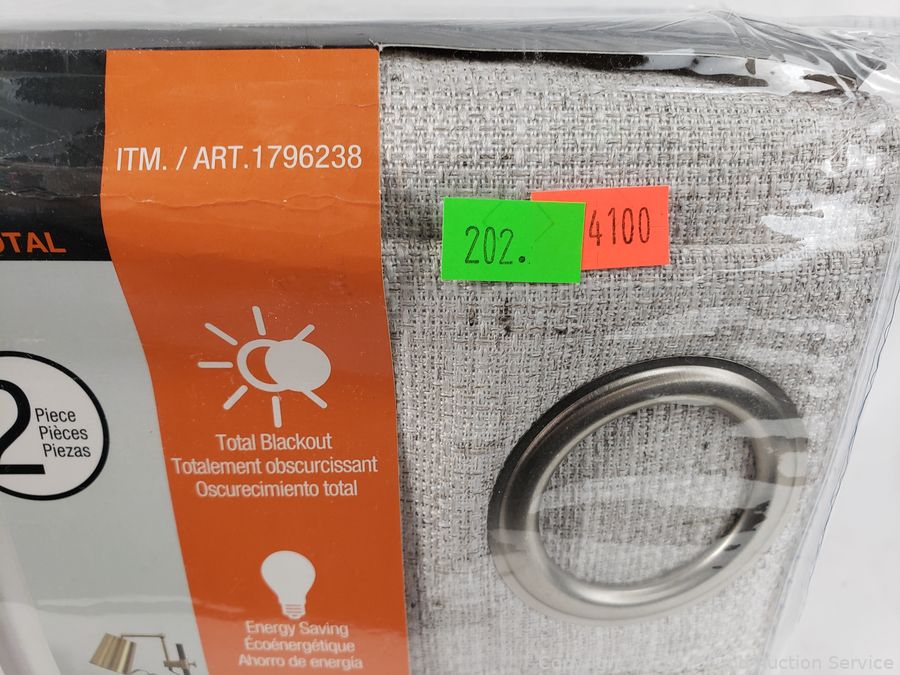 ITM. / ART.1796238
OTAL
202.
4100
2
Piece
Pièces
Piezas
Total Blackout
Totalement obscurcissant
Oscurecimiento total
Energy Saving
Écoénergétique
Ahorro de energía
Service